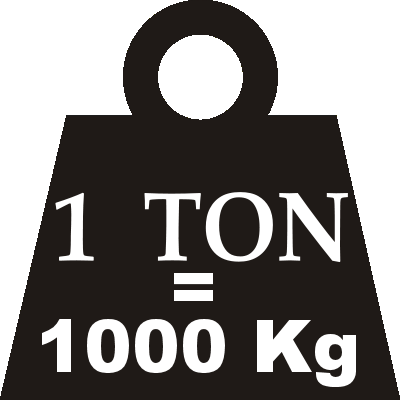 1 TON
=
1000 Kg